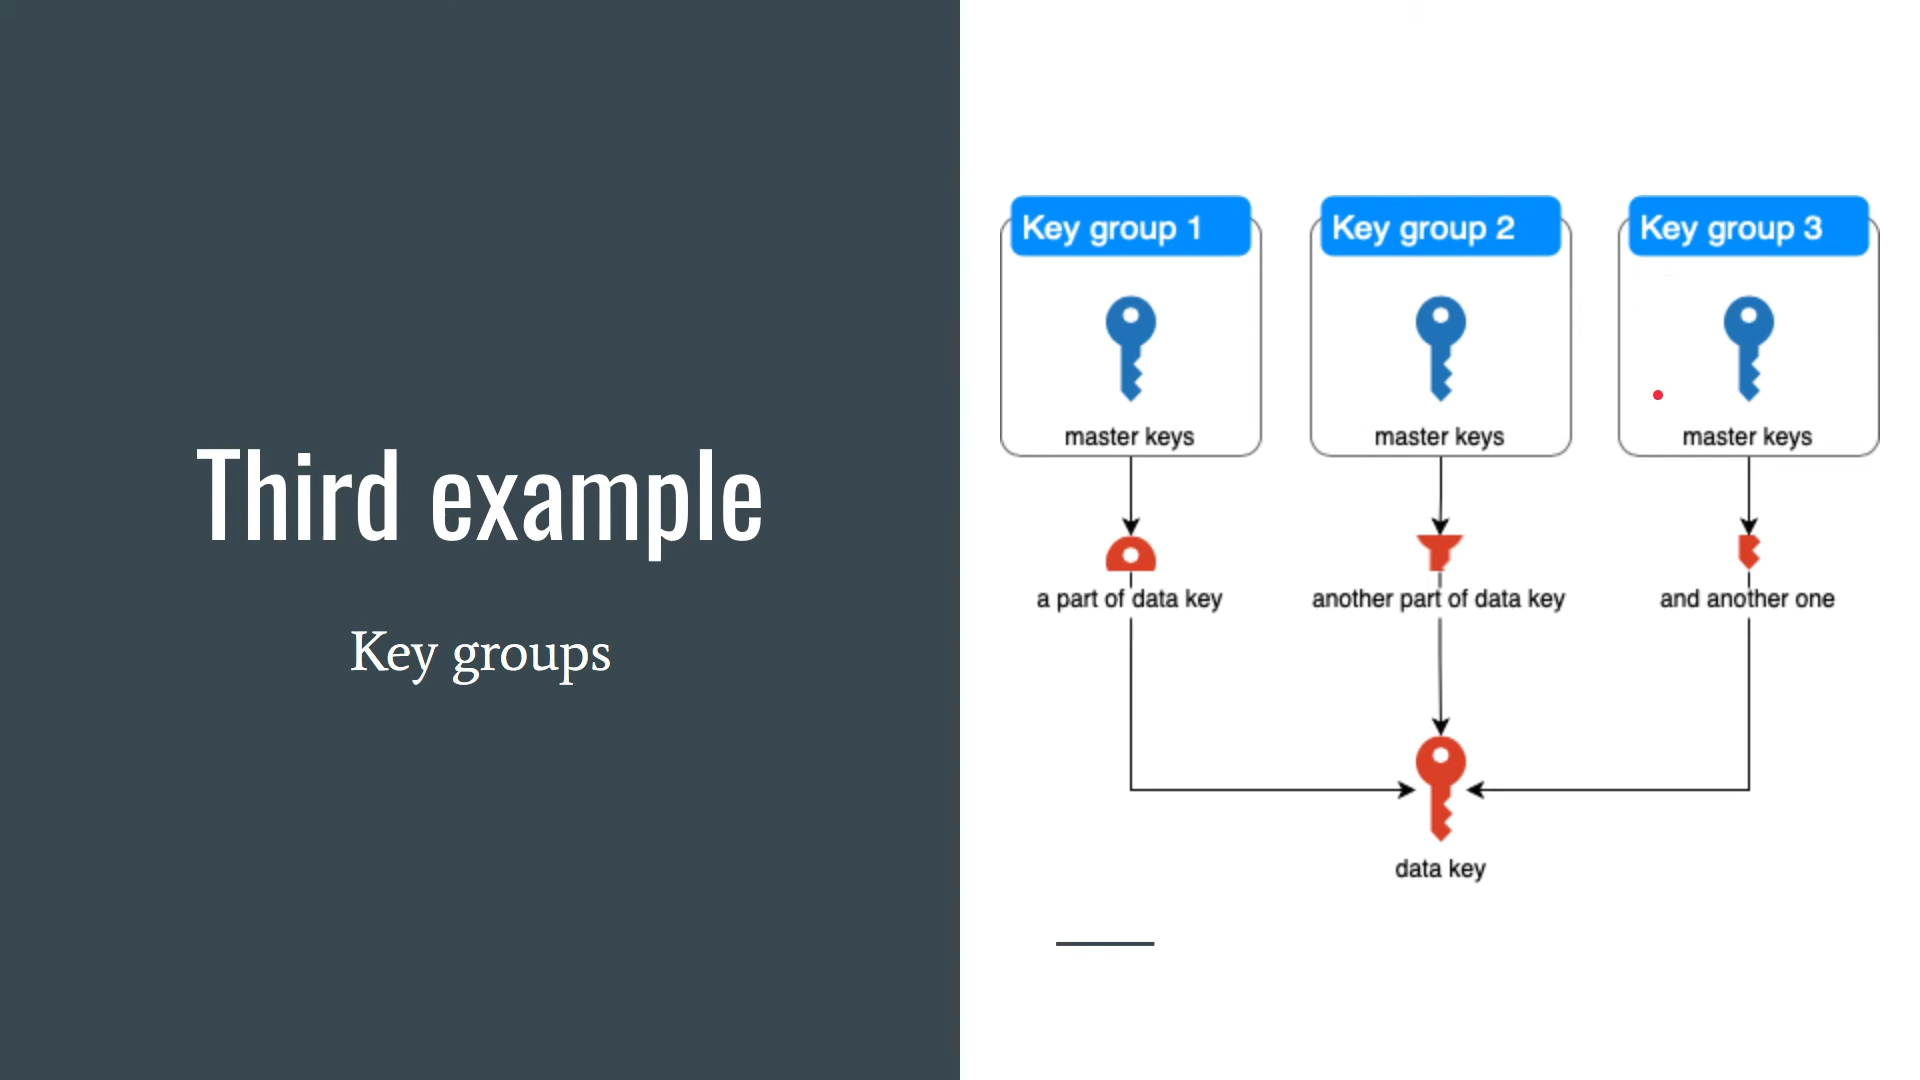 Third example
Key groups
Key group 1
Key group 2
Key group 3
master keys
master keys
master keys
a part of data key
another part of data key
and another one
data key